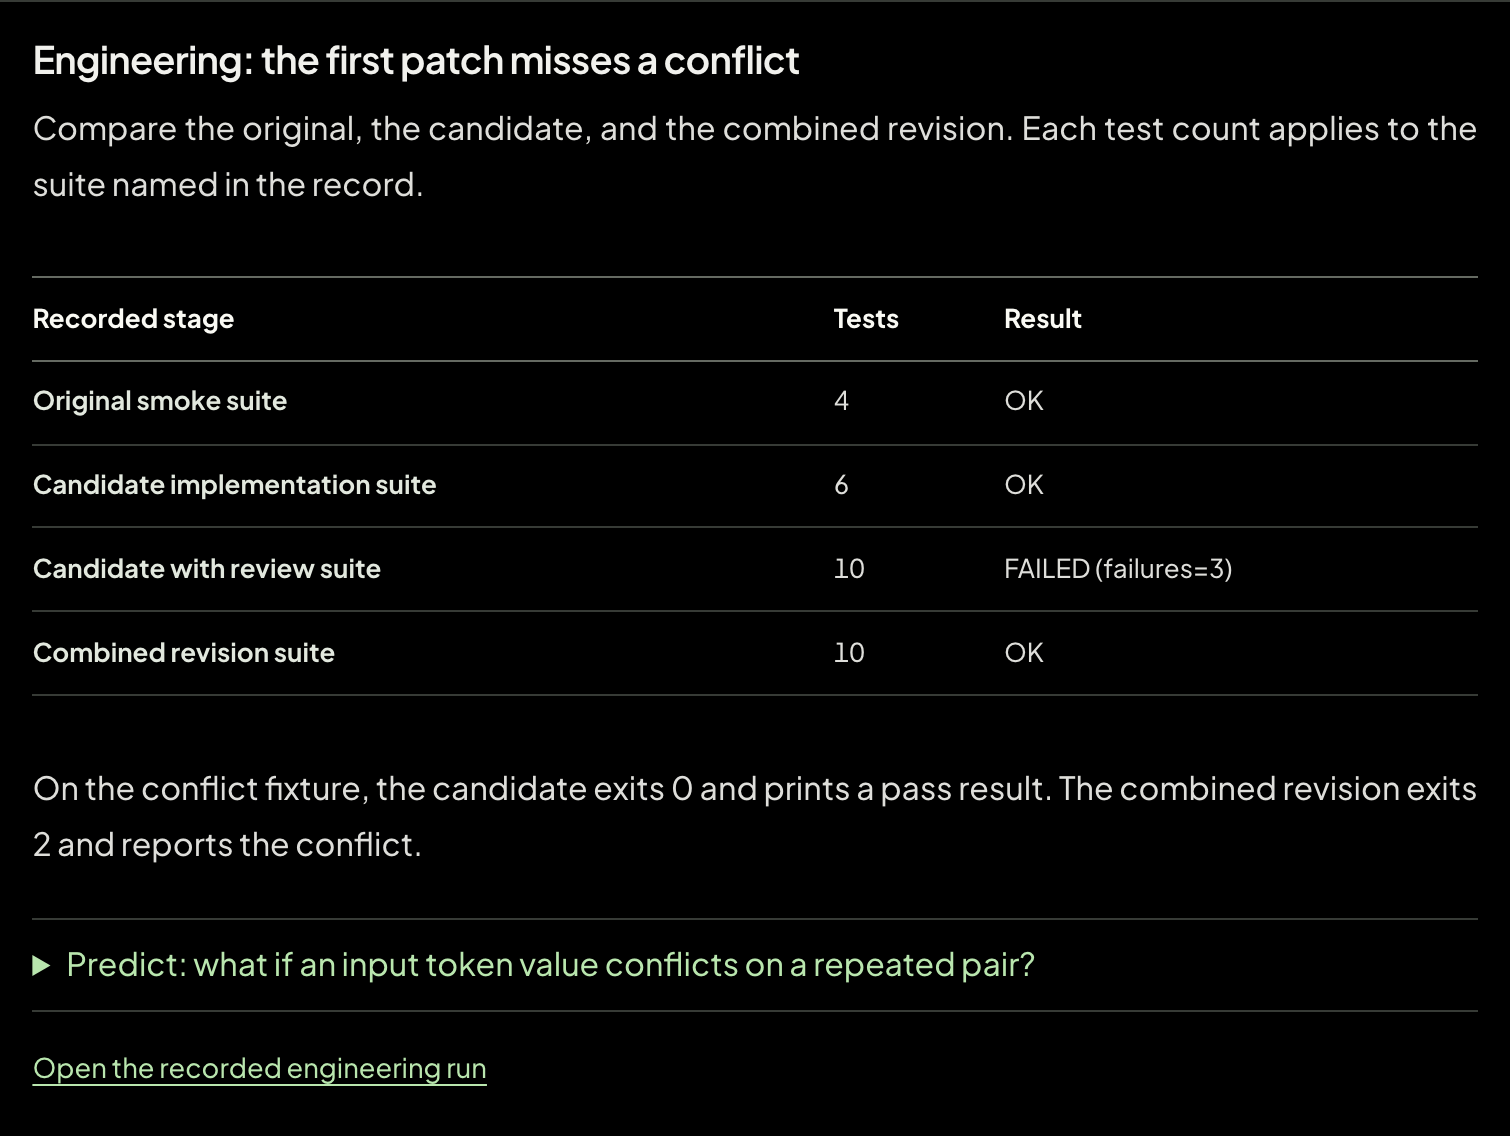 Engineering: the first patch misses a conflict
Compare the original, the candidate, and the combined revision. Each test count applies to the
suite named in the record.
Recorded stage Tests Result
Original smoke suite 4 OK
Candidate implementation suite 6 OK
Candidate with review suite 10 FAILED (failures=3)
Combined revision suite 10 OK
On the conflict fixture, the candidate exits 0 and prints a pass result. The combined revision exits
2 and reports the conflict.
▶ Predict: what if an input token value conflicts on a repeated pair?
Open the recorded engineering run